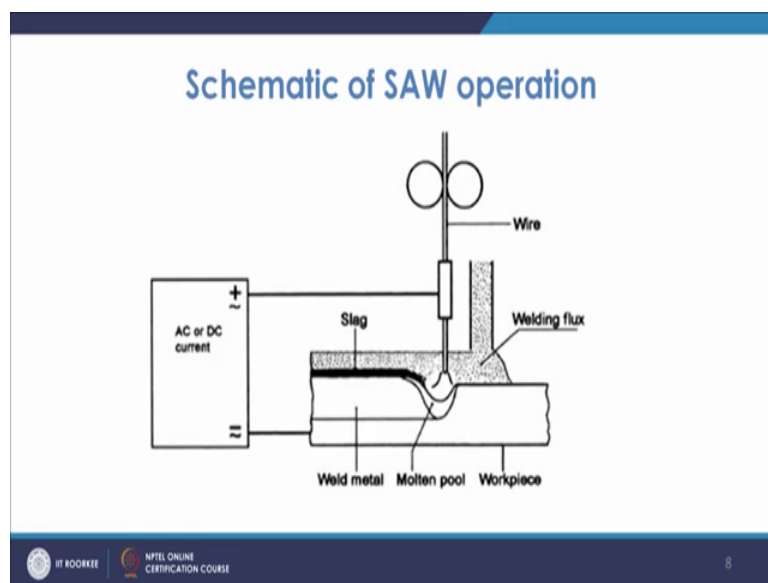 Schematic of SAW operation
Wire
Slag
Welding flux
+
~
AC or DC
current
=
~
Weld metal
Molten pool
Workpiece
IIT ROORKEE
NPTEL ONLINE
CERTIFICATION COURSE
8